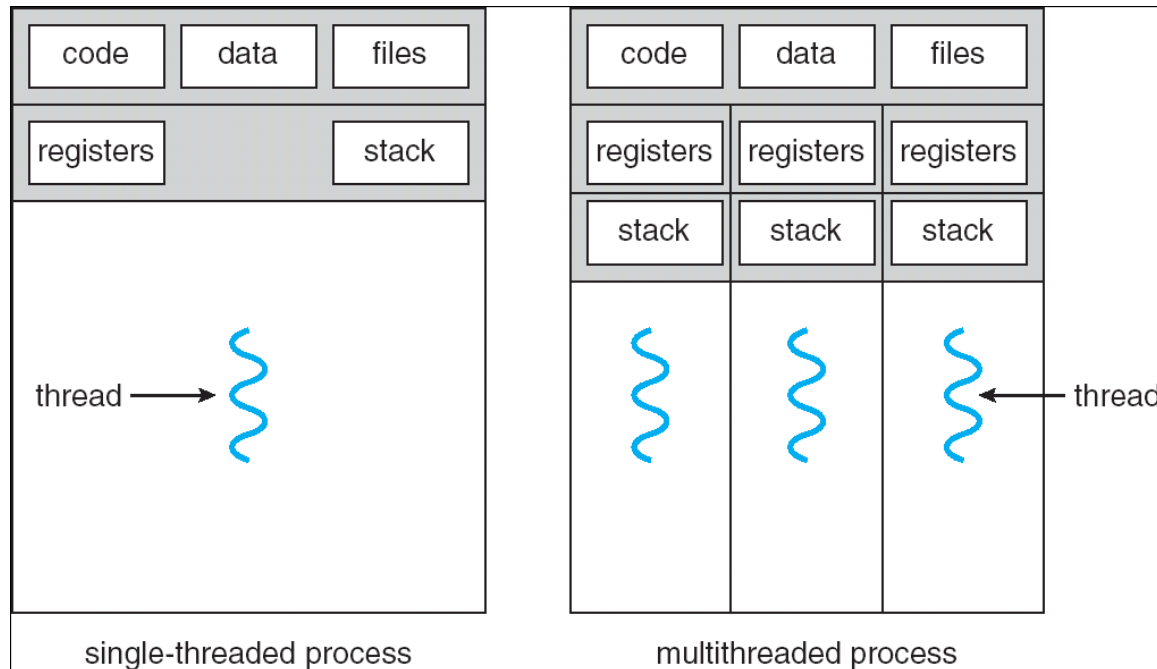 code data files
registers stack
thread
single-threaded process
code data files
registers registers registers
stack stack stack
thread
multithreaded process